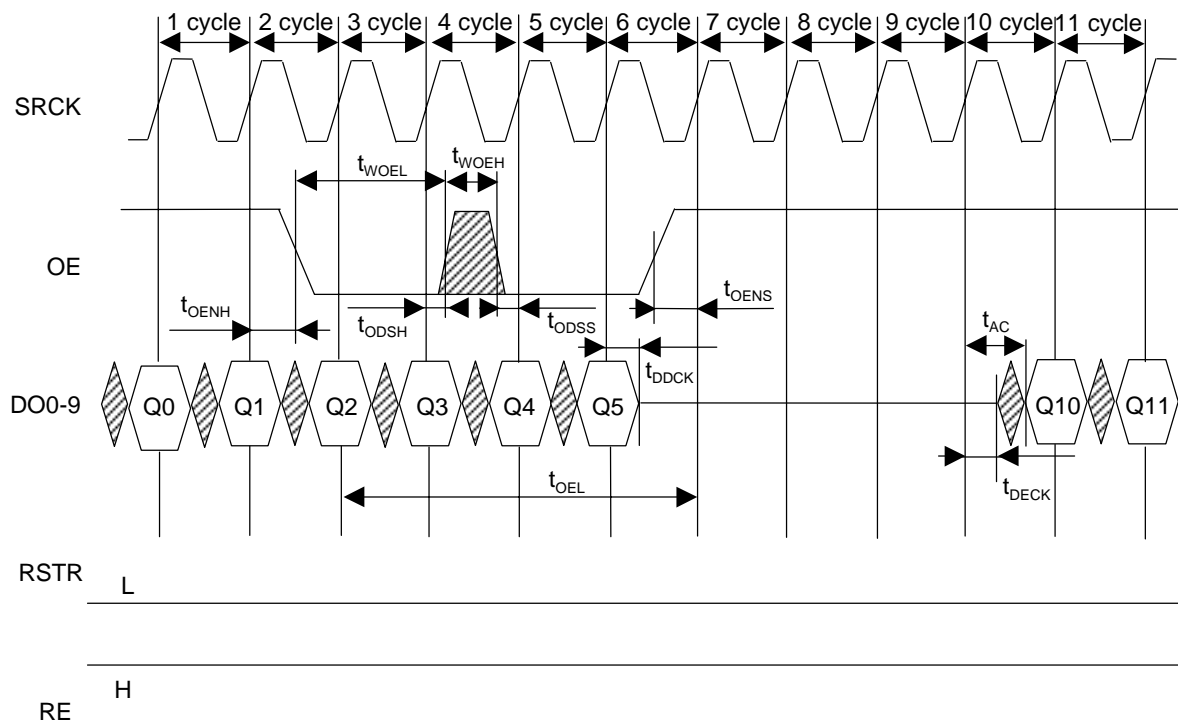 1 cycle 2 cycle 3 cycle 4 cycle 5 cycle 6 cycle 7 cycle 8 cycle 9 cycle 10 cycle 11 cycle
SRCK
tWOEL tWOEH
OE
tOENH tODSH tODSS tOENS
tAC
tDDCK
DO0-9 Q0 Q1 Q2 Q3 Q4 Q5 Q10 Q11
tOEL tDECK
RSTR L
H
RE